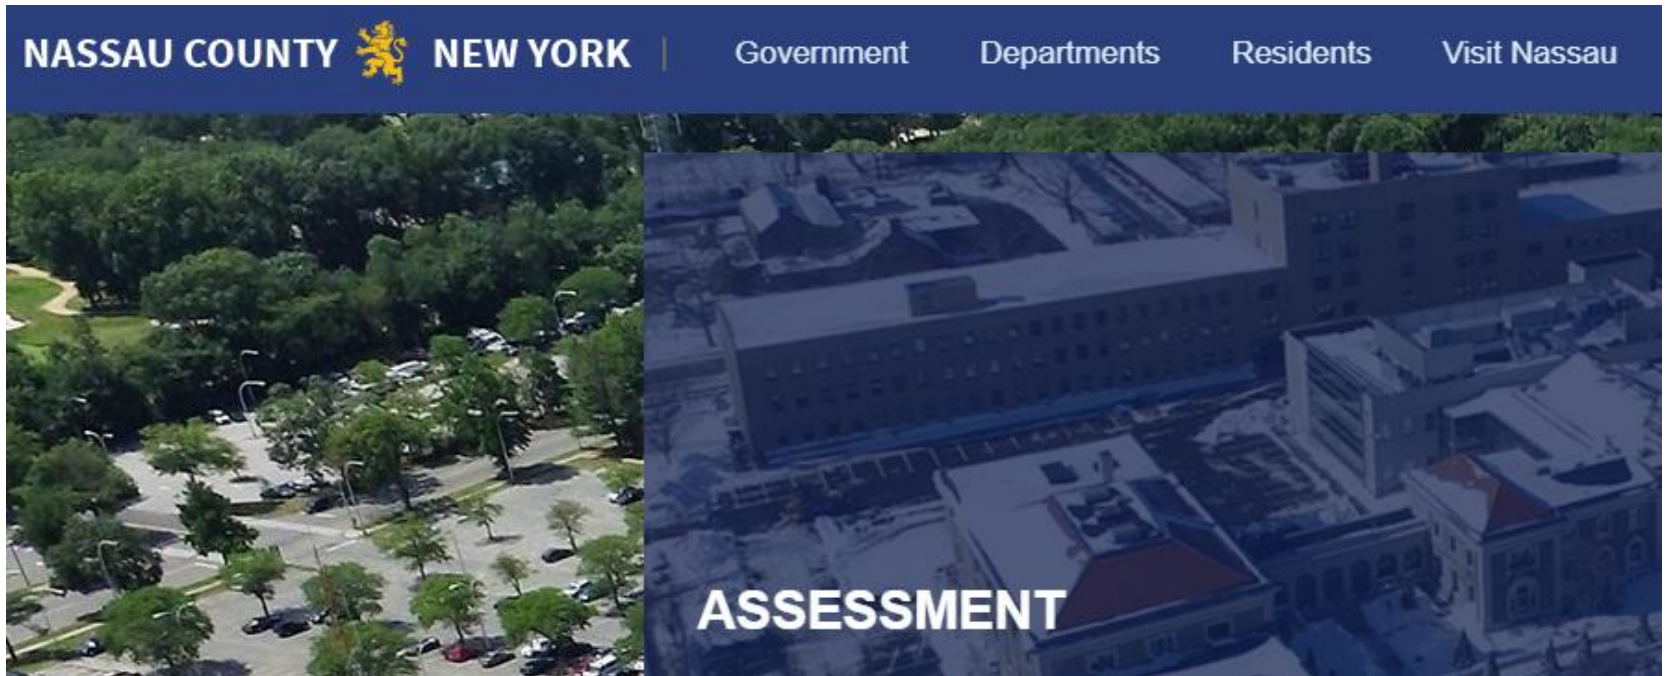 NASSAU COUNTY NEW YORK | Government Departments Residents Visit Nassau
ASSESSMENT